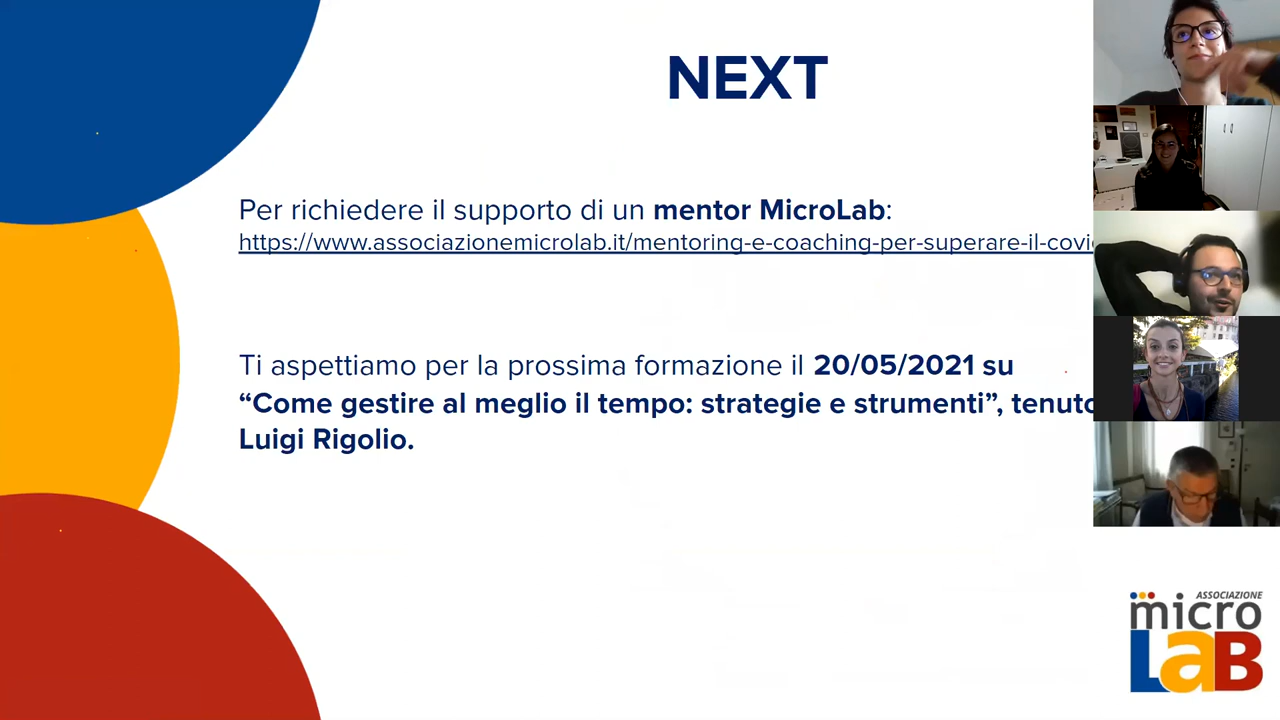 NEXT
Per richiedere il supporto di un mentor MicroLab:
https://www.associazionemicrolab.it/mentoring-e-coaching-per-superare-il-covi
Ti aspettiamo per la prossima formazione il 20/05/2021 su
“Come gestire al meglio il tempo: strategie e strumenti”, tenuto
Luigi Rigolio.
ASSOCIAZIONE
micro
LaB